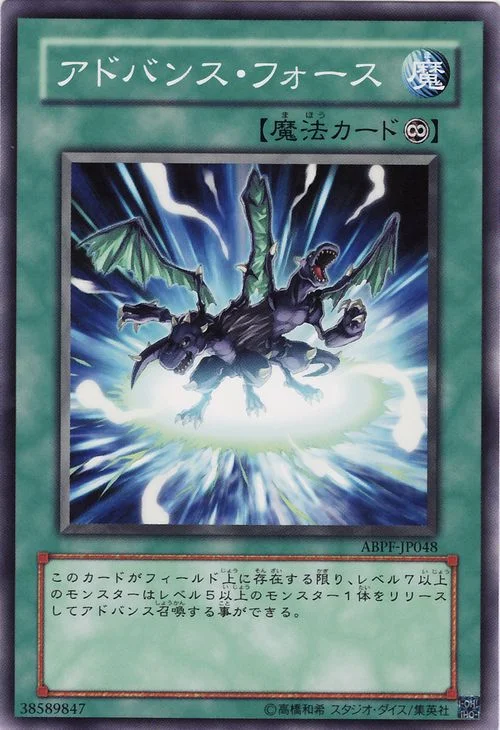 アドバンス・フォース
魔
【魔法カード】
ABPF-JP048
このカードがフィールド上に存在する限り、レベル７以上
のモンスターはレベル５以上のモンスター１体をリリース
してアドバンス召喚する事ができる。
38589847
©高橋和希 スタジオ・ダイス/集英社